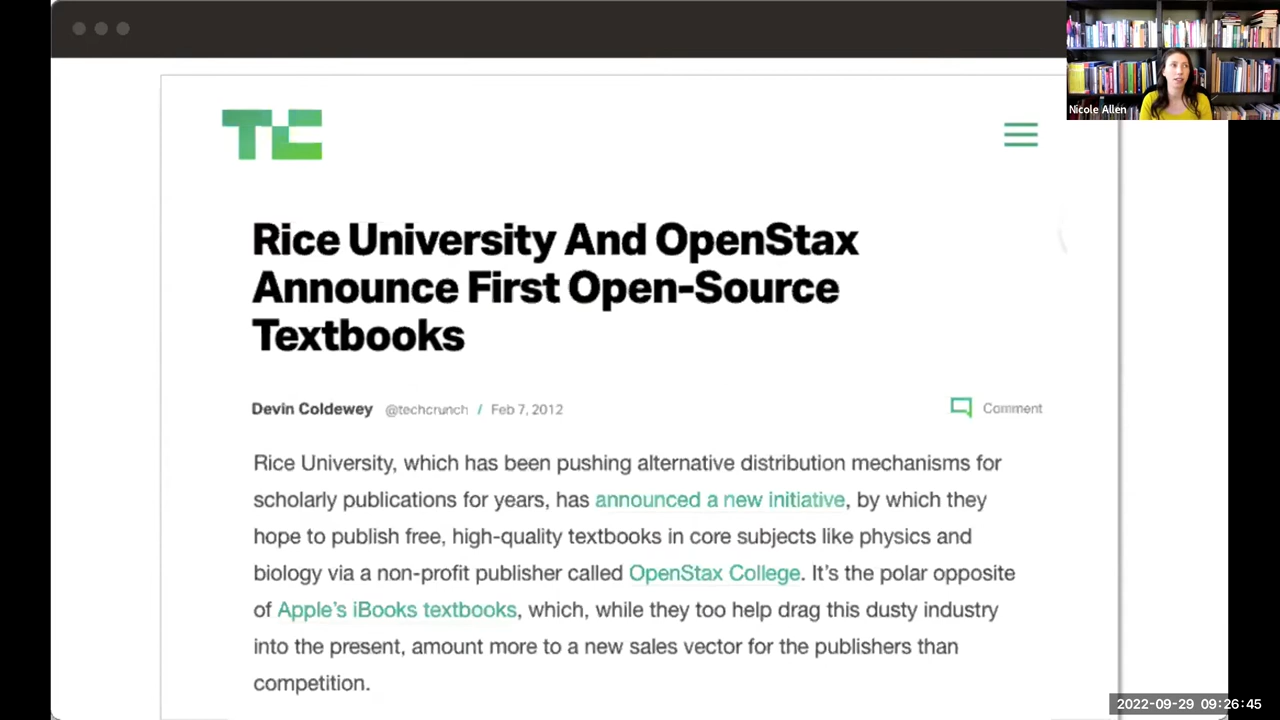 Nicole Allen
TC
Rice University And OpenStax
Announce First Open-Source
Textbooks
Devin Coldewey @techcrunch / Feb 7, 2012
Comment
Rice University, which has been pushing alternative distribution mechanisms for
scholarly publications for years, has announced a new initiative, by which they
hope to publish free, high-quality textbooks in core subjects like physics and
biology via a non-profit publisher called OpenStax College. It’s the polar opposite
of Apple’s iBooks textbooks, which, while they too help drag this dusty industry
into the present, amount more to a new sales vector for the publishers than
competition.
2022-09-29 09:26:45